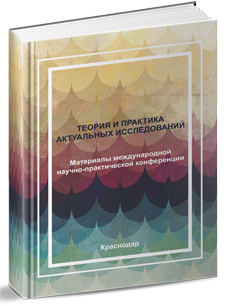 ТЕОРИЯ И ПРАКТИКА
АКТУАЛЬНЫХ ИССЛЕДОВАНИЙ
Материалы международной
научно-практической конференции
Краснодар